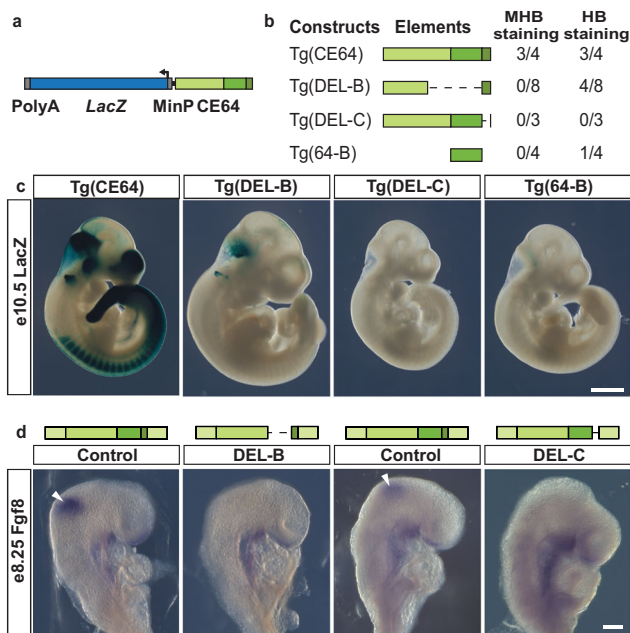 a
PolyA LacZ MinP CE64
b
Constructs Elements MHB staining HB staining
Tg(CE64) 3/4 3/4
Tg(DEL-B) 0/8 4/8
Tg(DEL-C) 0/3 0/3
Tg(64-B) 0/4 1/4
c
Tg(CE64) Tg(DEL-B) Tg(DEL-C) Tg(64-B)
e10.5 LacZ
d
Control DEL-B Control DEL-C
e8.25 Fgf8